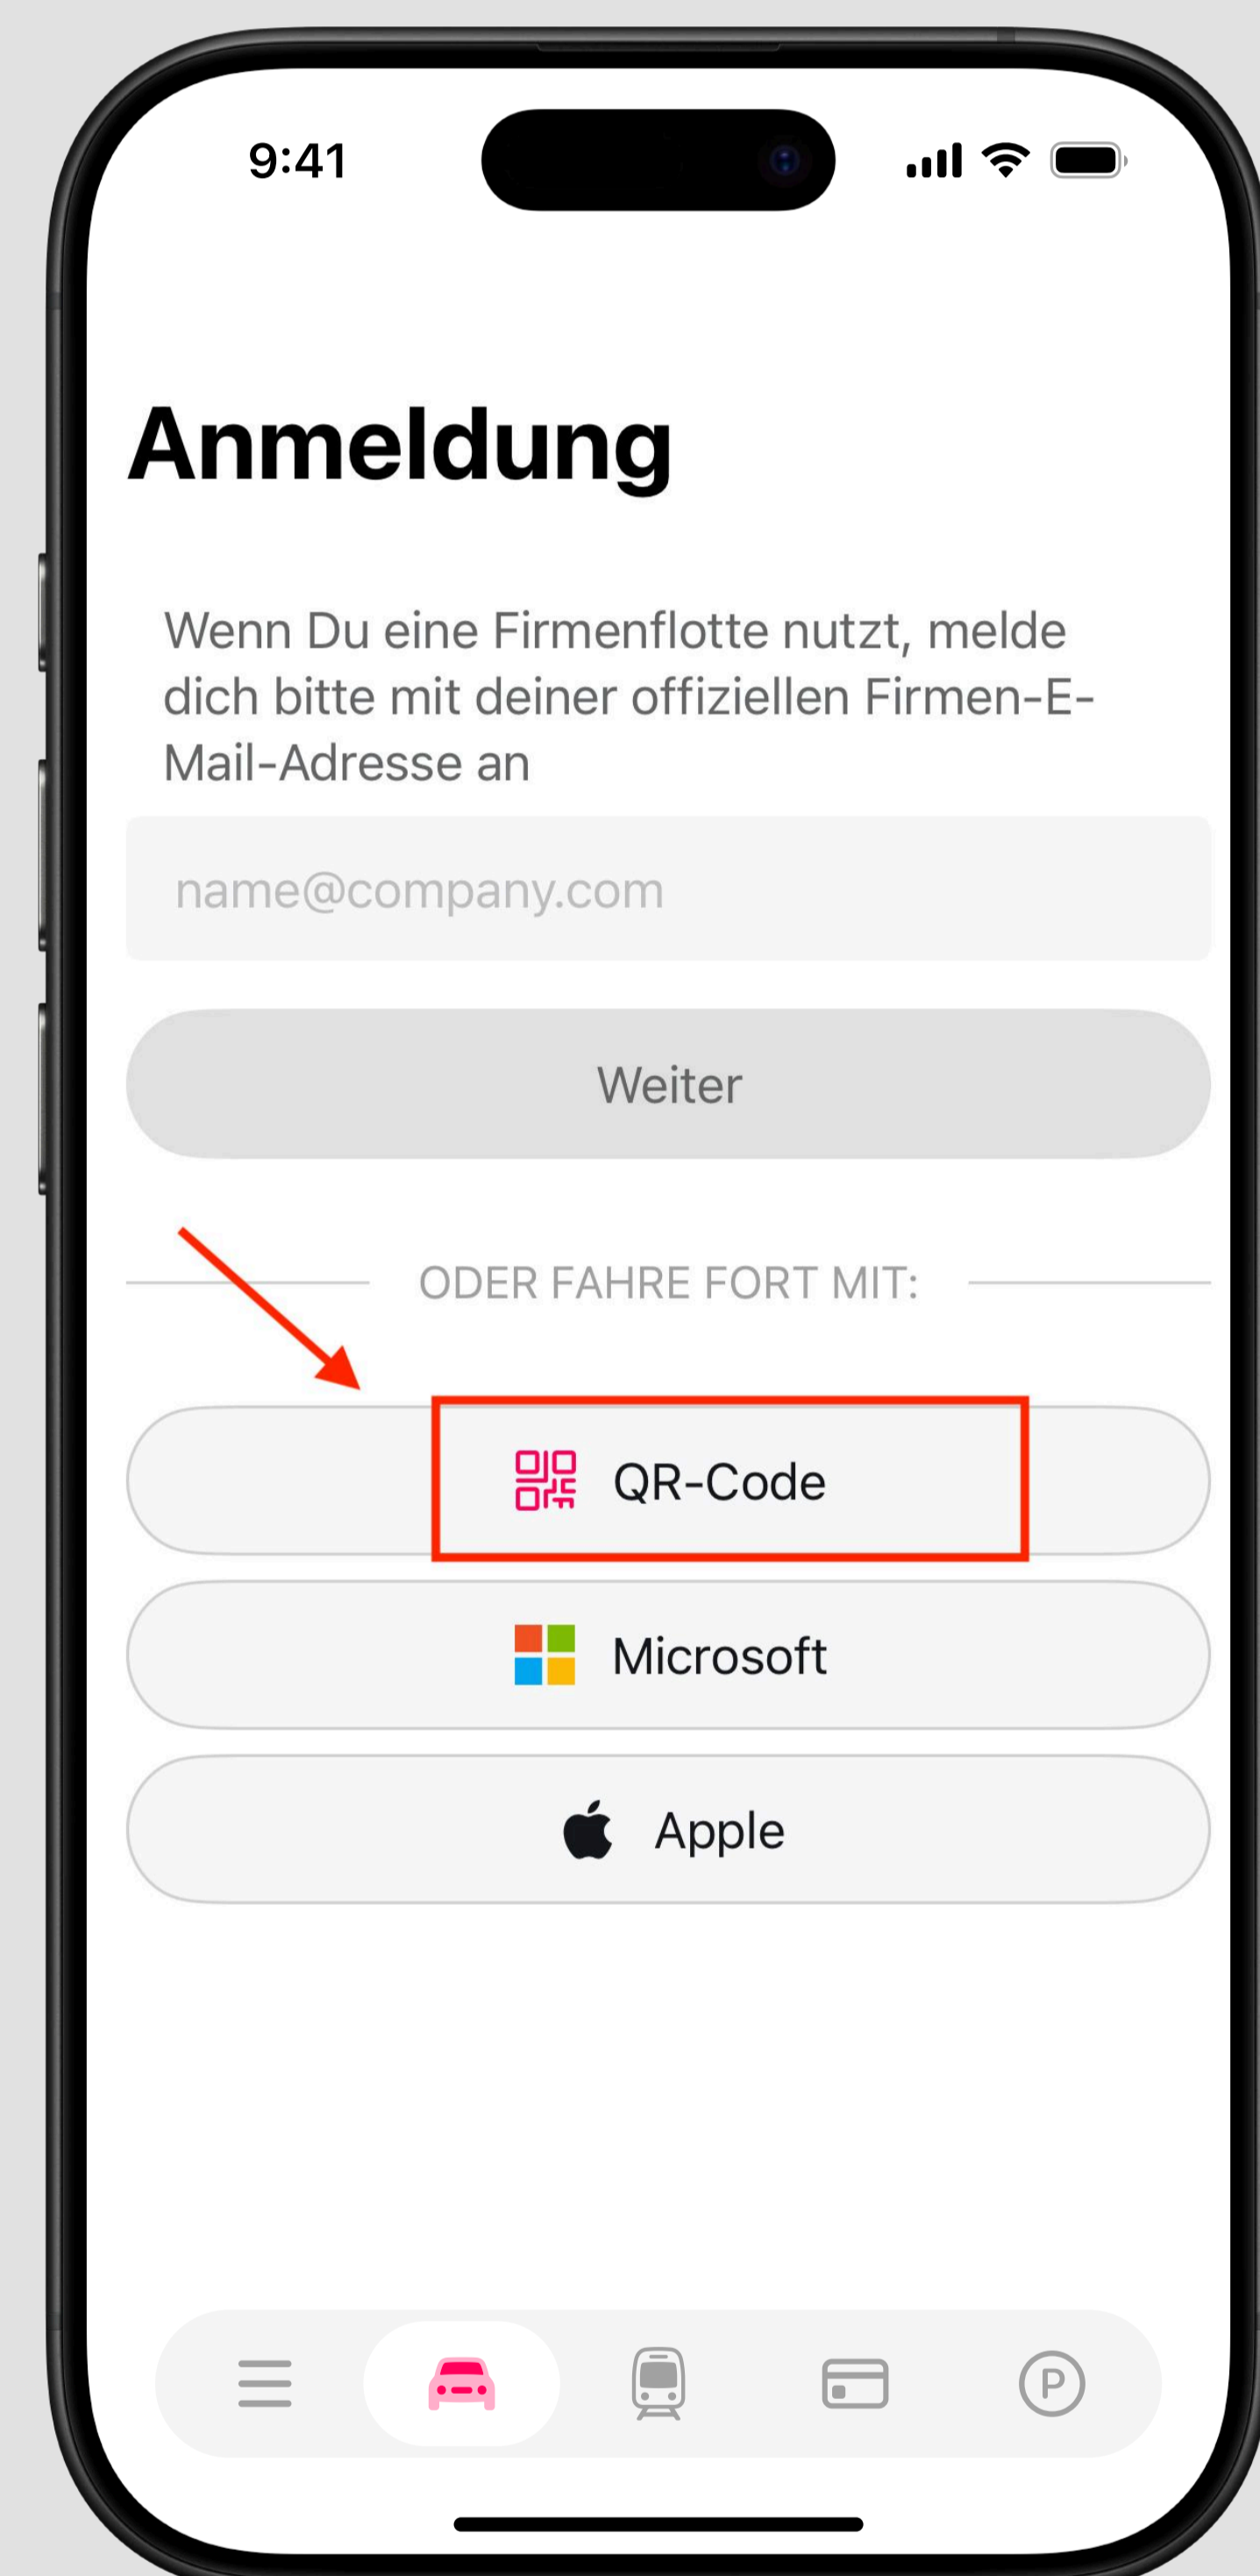 9:41
Anmeldung
Wenn Du eine Firmenflotte nutzt, melde
dich bitte mit deiner offiziellen Firmen-E-
Mail-Adresse an
name@company.com
Weiter
ODER FAHRE FORT MIT:
QR-Code
Microsoft
Apple
P